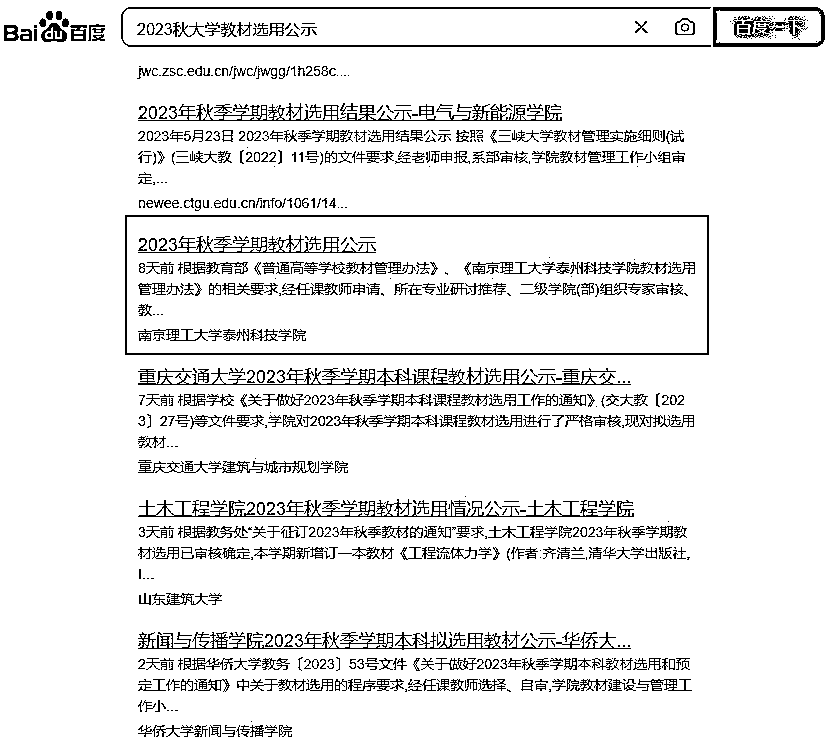 Bai百度 2023秋大学教材选用公示 百度一下
jwc.zsc.edu.cn/jwc/jwgg/1h258c....
2023年秋季学期教材选用结果公示-电气与新能源学院
2023年5月23日 2023年秋季学期教材选用结果公示 按照《三峡大学教材管理实施细则(试
行)》(三峡大教〔2022〕11号)的文件要求,经老师申报,系部审核,学院教材管理工作小组审
定,...
newee.ctgu.edu.cn/info/1061/14...
2023年秋季学期教材选用公示
8天前 根据教育部《普通高等学校教材管理办法》、《南京理工大学泰州科技学院教材选用
管理办法》的相关要求,经任课教师申请、所在专业研讨推荐、二级学院(部)组织专家审核、
教...
南京理工大学泰州科技学院
重庆交通大学2023年秋季学期本科课程教材选用公示-重庆交...
7天前 根据学校《关于做好2023年秋季学期本科课程教材选用工作的通知》(交大教〔202
3〕27号)等文件要求,学院对2023年秋季学期本科课程教材选用进行了严格审核,现对拟选用
教材...
重庆交通大学建筑与城市规划学院
土木工程学院2023年秋季学期教材选用情况公示-土木工程学院
3天前 根据教务处“关于征订2023年秋季教材的通知”要求,土木工程学院2023年秋季学期教
材选用已审核确定,本学期新增订一本教材《工程流体力学》(作者:齐清兰,清华大学出版社,
I...
山东建筑大学
新闻与传播学院2023年秋季学期本科拟选用教材公示-华侨大...
2天前 根据华侨大学教务〔2023〕53号文件《关于做好2023年秋季学期本科教材选用和预
定工作的通知》中关于教材选用的程序要求,经任课教师选择、自审,学院教材建设与管理工
作小...
华侨大学新闻与传播学院